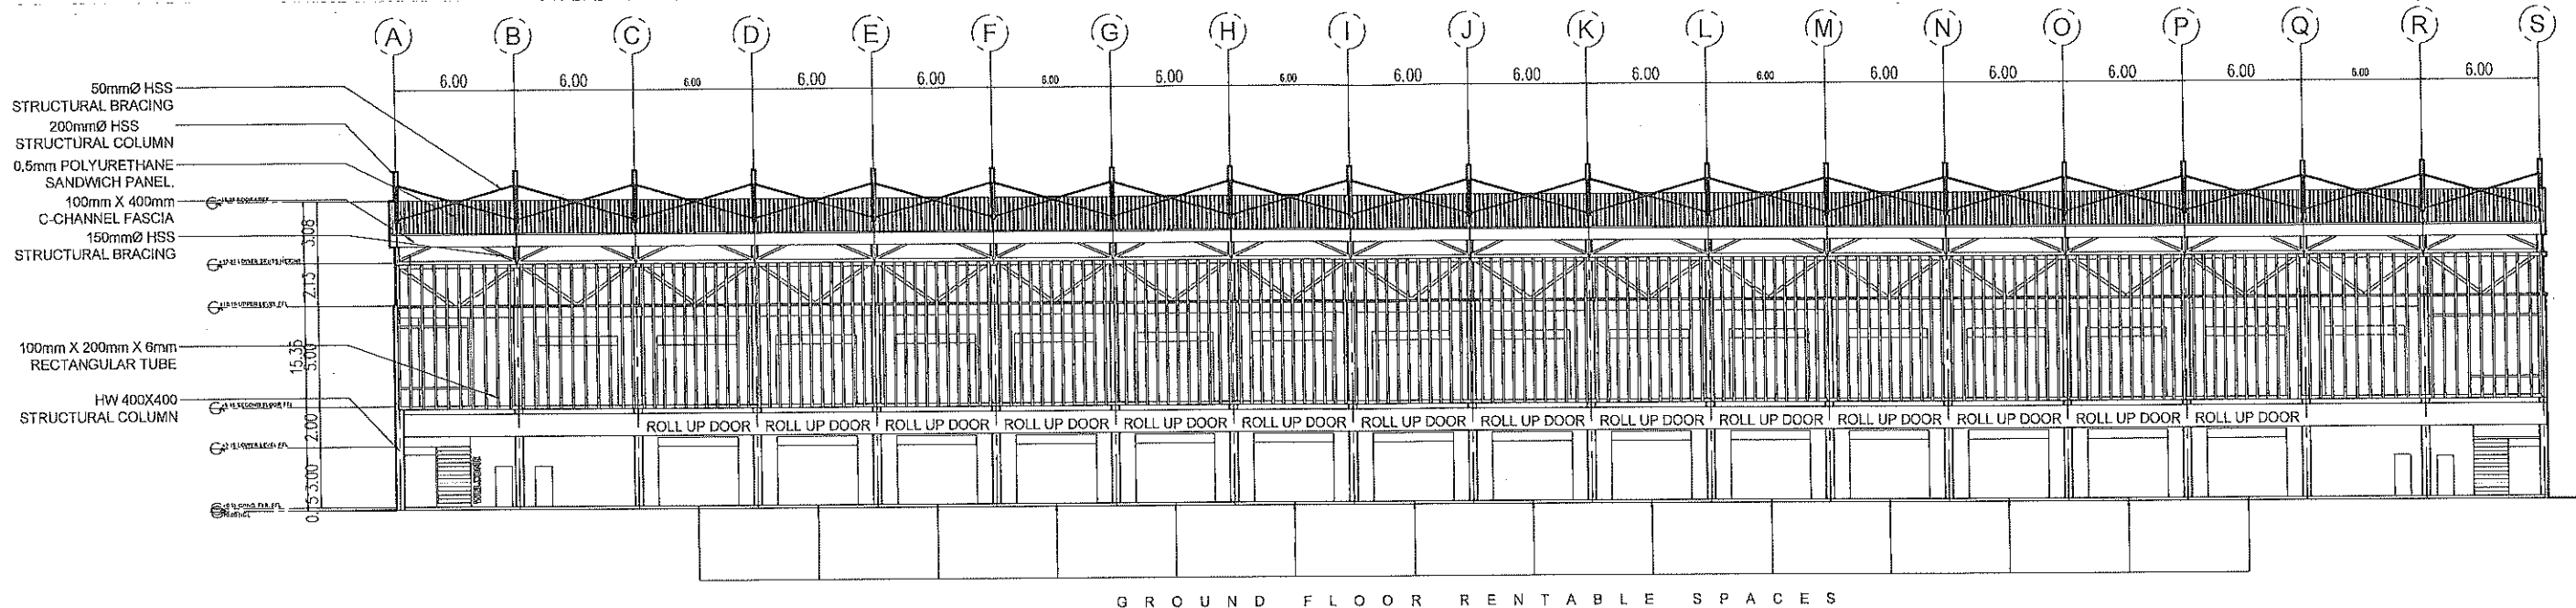 A B C D E F G H I J K L M N O P Q R S
6.00 6.00 6.00 6.00 6.00 6.00 6.00 6.00 6.00 6.00 6.00 6.00 6.00 6.00 6.00 6.00 6.00 6.00
50mmØ HSS
STRUCTURAL BRACING
200mmØ HSS
STRUCTURAL COLUMN
0.5mm POLYURETHANE
SANDWICH PANEL.
100mm X 400mm
C-CHANNEL FASCIA
150mmØ HSS
STRUCTURAL BRACING
3.06
2.15
15.35
5.00
2.00
3.00
0.15
100mm X 200mm X 6mm
RECTANGULAR TUBE
HW 400X400
STRUCTURAL COLUMN
ROLL UP DOOR ROLL UP DOOR ROLL UP DOOR ROLL UP DOOR ROLL UP DOOR ROLL UP DOOR ROLL UP DOOR ROLL UP DOOR ROLL UP DOOR ROLL UP DOOR ROLL UP DOOR ROLL UP DOOR ROLL UP DOOR ROLL UP DOOR
GROUND FLOOR RENTABLE SPACES